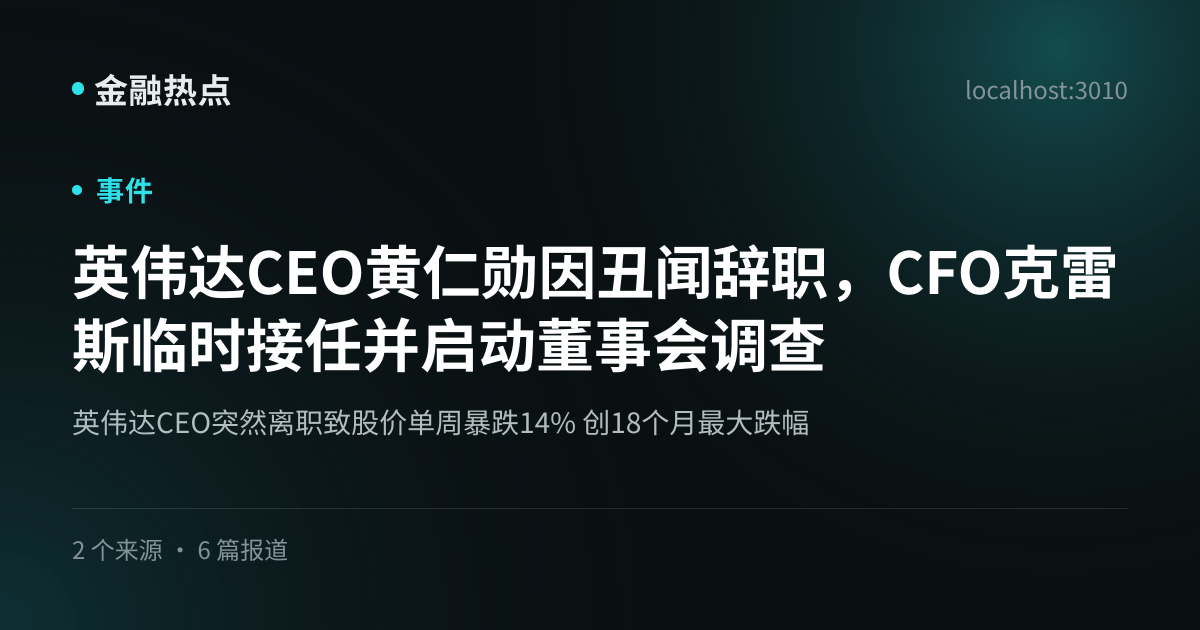 金融热点
localhost:3010
事件
英伟达CEO黄仁勋因丑闻辞职，CFO克雷
斯临时接任并启动董事会调查
英伟达CEO突然离职致股价单周暴跌14% 创18个月最大跌幅
2 个来源 · 6 篇报道